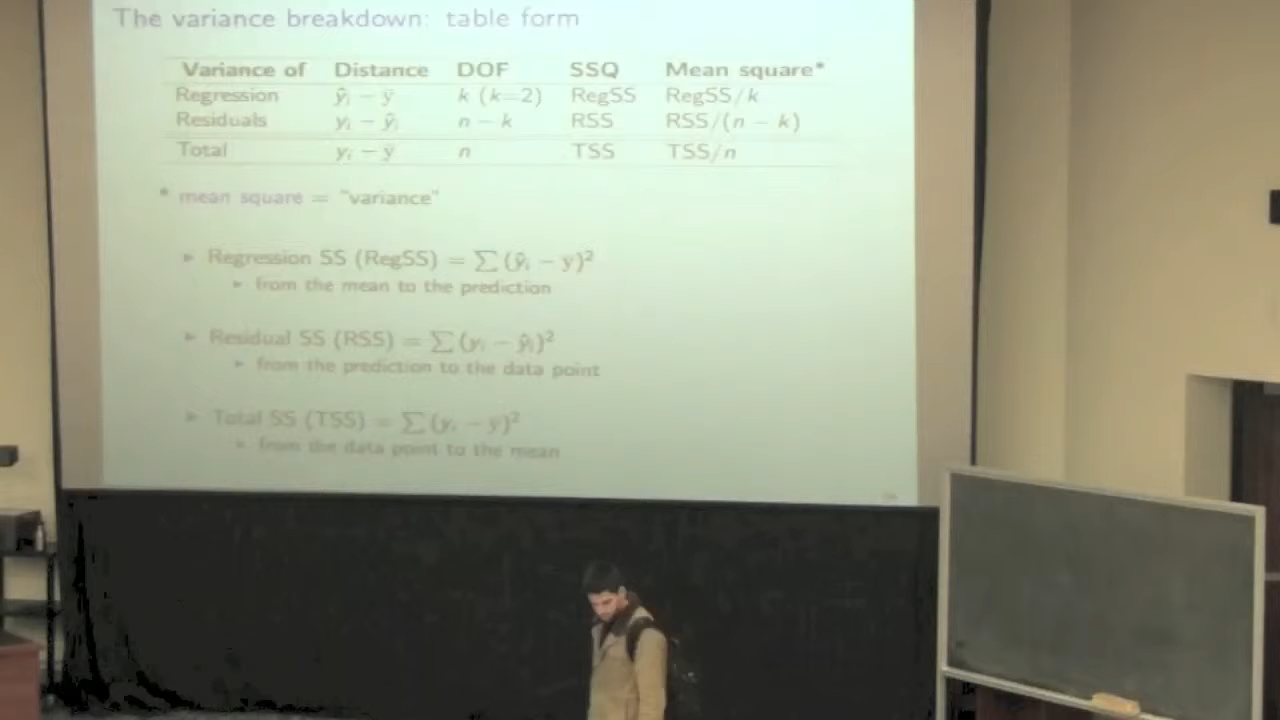 The variance breakdown: table form
Variance of Distance DOF SSQ Mean square*
Regression ŷᵢ − ȳ k (k=2) RegSS RegSS/k
Residuals yᵢ − ŷᵢ n − k RSS RSS/(n − k)
Total yᵢ − ȳ n TSS TSS/n
* mean square = "variance"
► Regression SS (RegSS) = ∑(ŷᵢ − ȳ)²
► from the mean to the prediction
► Residual SS (RSS) = ∑(yᵢ − ŷᵢ)²
► from the prediction to the data point
► Total SS (TSS) = ∑(yᵢ − ȳ)²
► from the data point to the mean